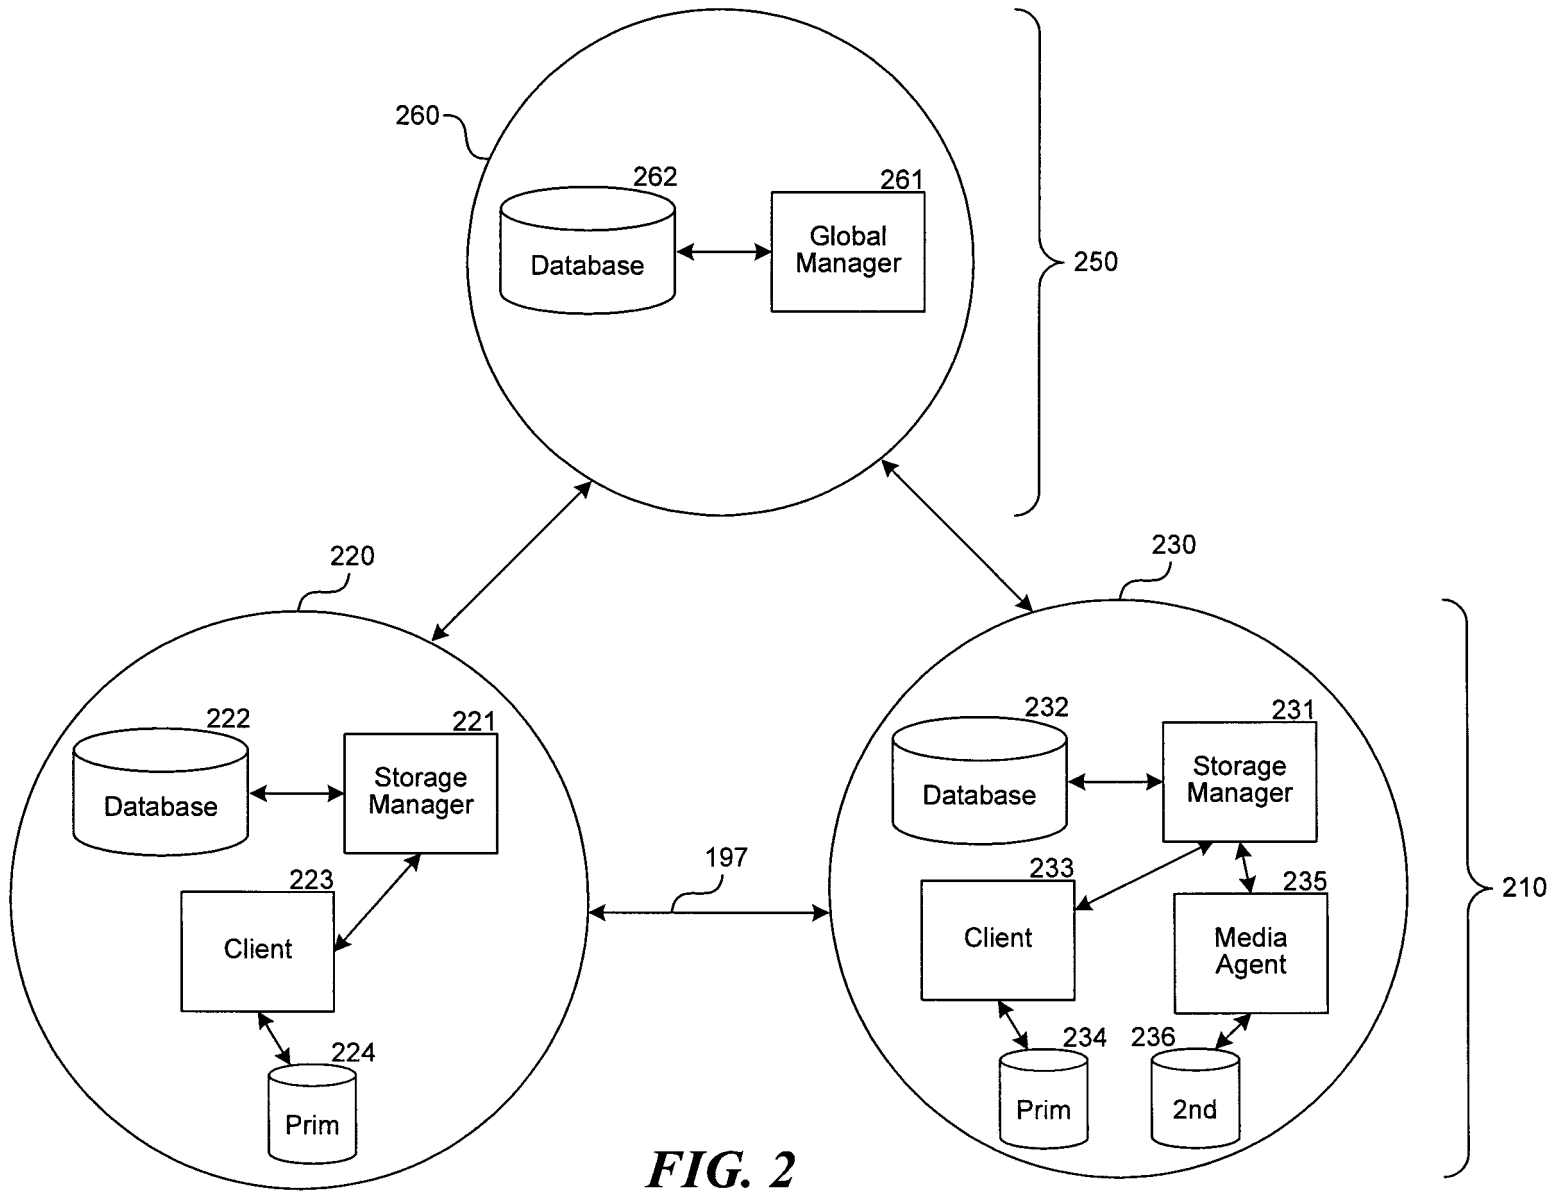 260
262
261
Database
Global
Manager
250
220
230
222
221
Database
Storage
Manager
223
Client
224
Prim
197
232
231
Database
Storage
Manager
233
235
Client
Media
Agent
234
236
Prim
2nd
210
FIG. 2